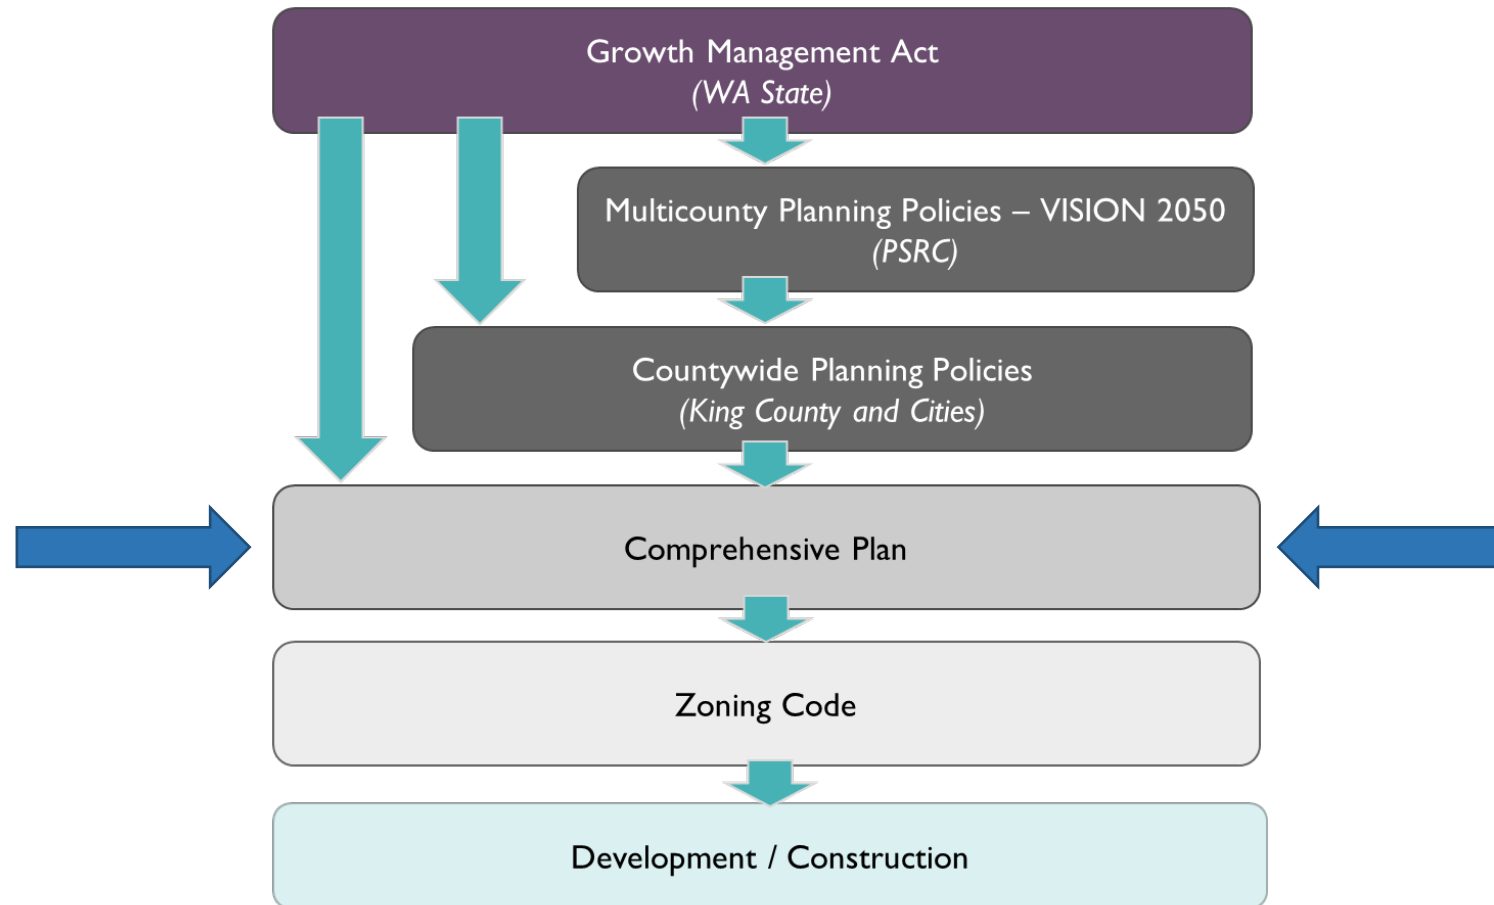 Growth Management Act
(WA State)
Multicounty Planning Policies – VISION 2050
(PSRC)
Countywide Planning Policies
(King County and Cities)
Comprehensive Plan
Zoning Code
Development / Construction